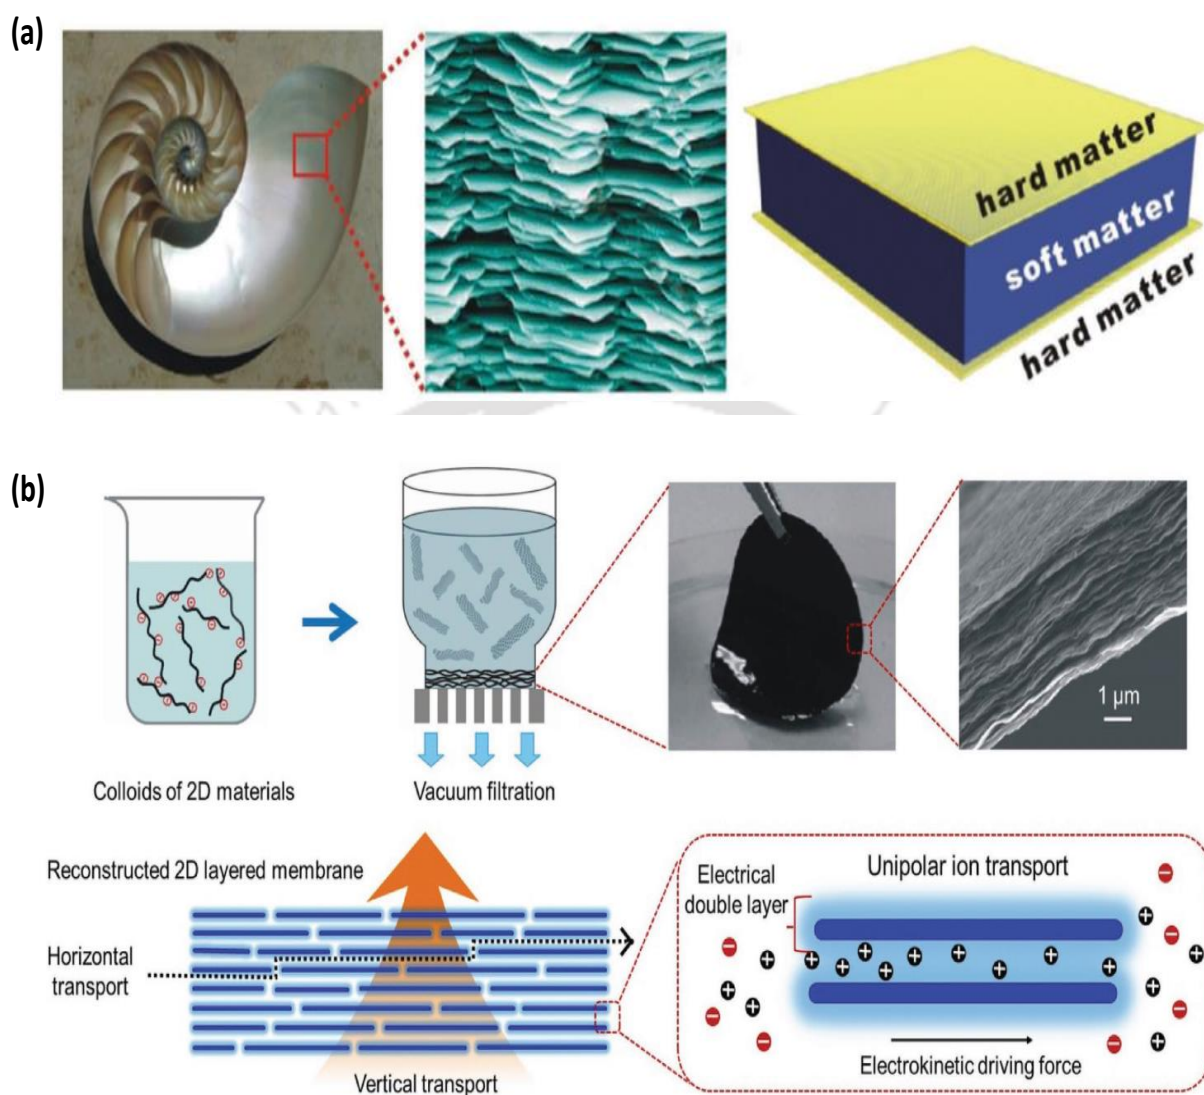 (a)
hard matter
soft matter
hard matter
(b)
1 μm
Colloids of 2D materials
Vacuum filtration
Reconstructed 2D layered membrane
Horizontal
transport
Vertical transport
Electrical
double layer
Unipolar ion transport
Electrokinetic driving force